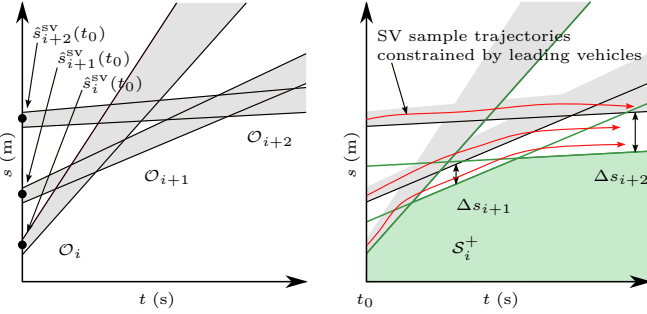 ŝ^sv_{i+2}(t_0)
ŝ^sv_{i+1}(t_0)
ŝ^sv_i(t_0)
O_{i+2}
O_{i+1}
O_i
s (m)
t (s)
SV sample trajectories
constrained by leading vehicles
Δs_{i+2}
Δs_{i+1}
S_i^+
s (m)
t_0
t (s)